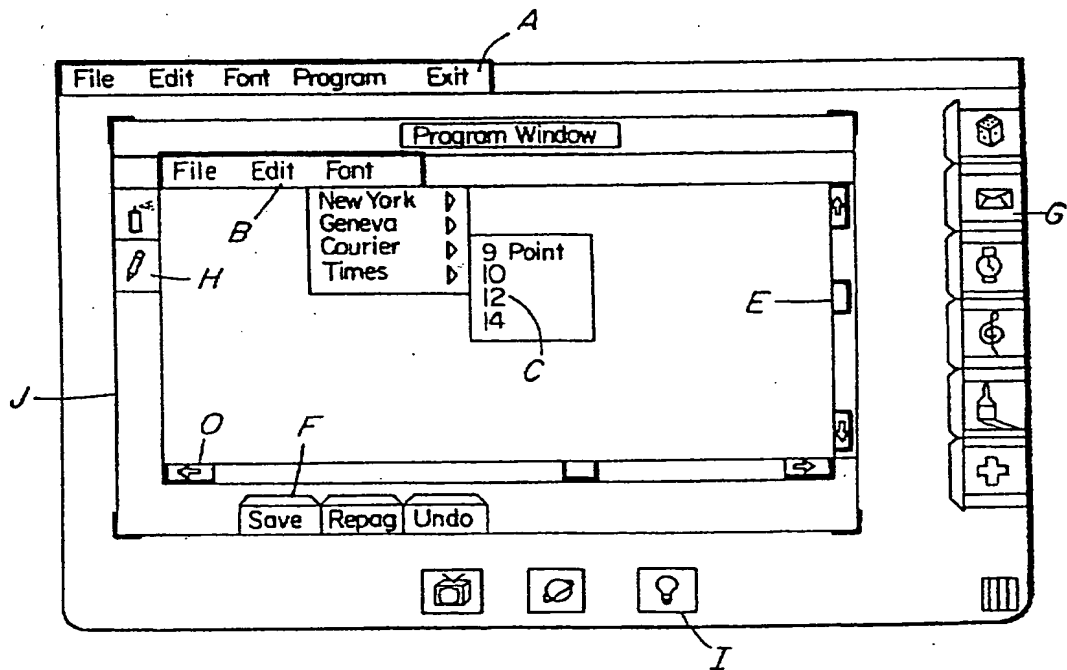 A
File Edit Font Program Exit
Program Window
File Edit Font
New York
Geneva
Courier
Times
9 Point
10
12
14
B
H
C
E
G
J
O
F
Save Repag Undo
I